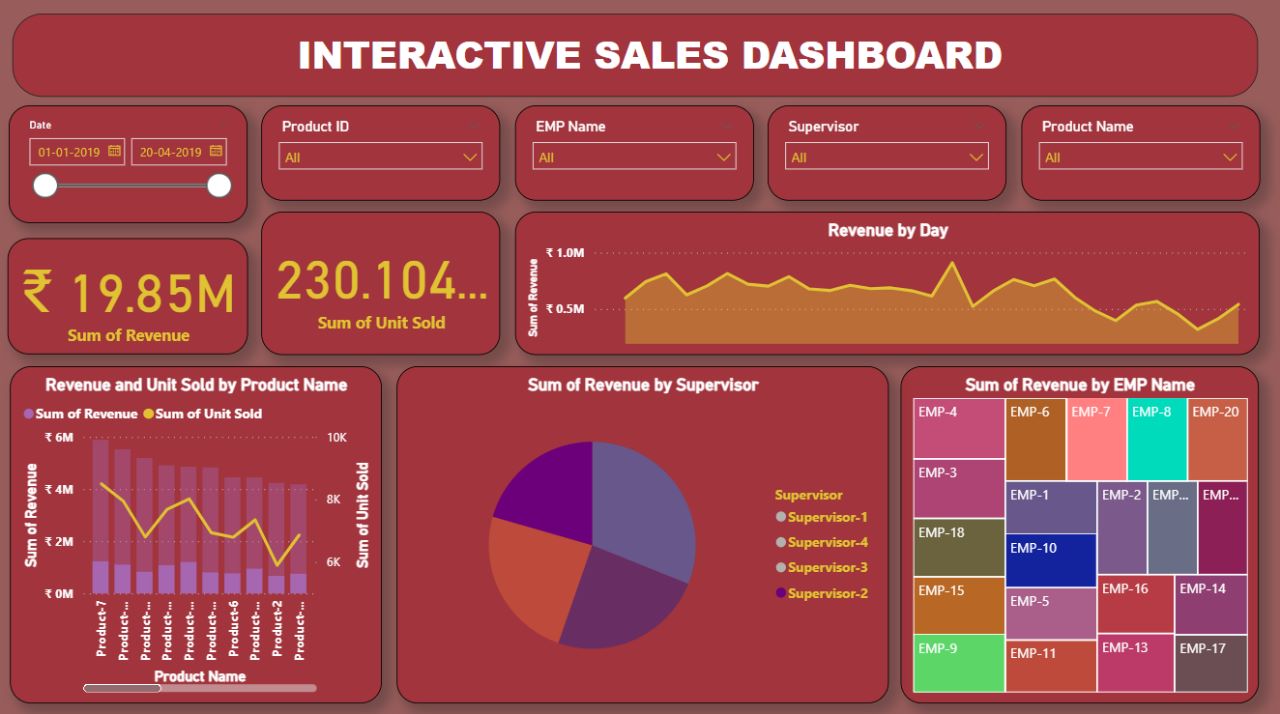 INTERACTIVE SALES DASHBOARD
Date
01-01-2019
20-04-2019
Product ID
All
EMP Name
All
Supervisor
All
Product Name
All
₹ 19.85M
Sum of Revenue
230.104...
Sum of Unit Sold
Revenue by Day
Sum of Revenue
₹ 1.0M
₹ 0.5M
Revenue and Unit Sold by Product Name
Sum of Revenue
Sum of Unit Sold
Sum of Revenue
₹ 6M
₹ 4M
₹ 2M
₹ 0M
10K
8K
6K
Sum of Unit Sold
Product-7
Product-...
Product-...
Product-...
Product-...
Product-...
Product-6
Product-...
Product-2
Product-...
Product Name
Sum of Revenue by Supervisor
Supervisor
Supervisor-1
Supervisor-4
Supervisor-3
Supervisor-2
Sum of Revenue by EMP Name
EMP-4
EMP-6
EMP-7
EMP-8
EMP-20
EMP-3
EMP-1
EMP-2
EMP...
EMP...
EMP-18
EMP-10
EMP-15
EMP-5
EMP-16
EMP-14
EMP-9
EMP-11
EMP-13
EMP-17